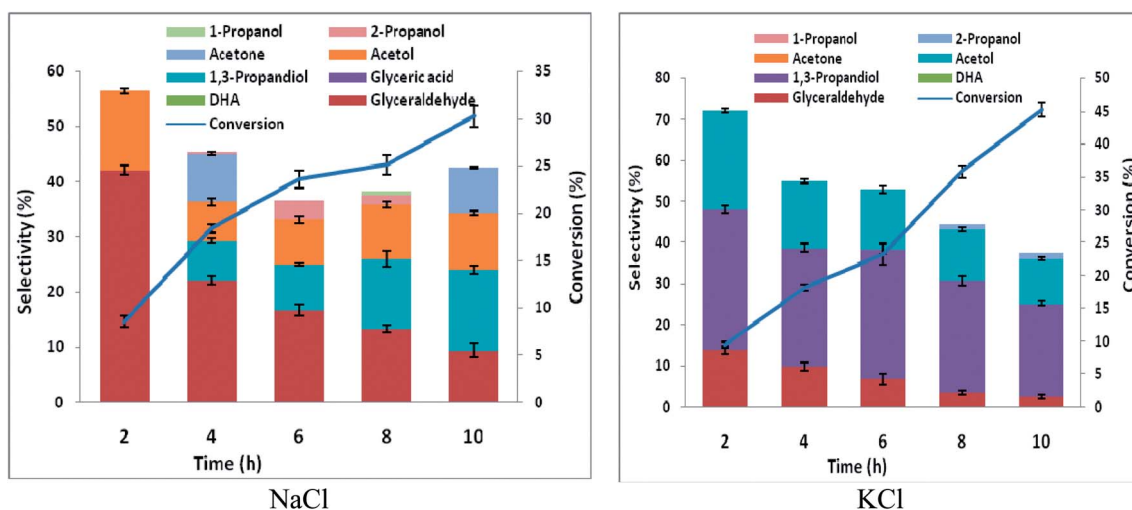 1-Propanol 2-Propanol
Acetone Acetol
1,3-Propandiol Glyceric acid
DHA Glyceraldehyde
Conversion
60
50
40
30
20
10
0
Selectivity (%)
35
30
25
20
15
10
5
0
Conversion (%)
2 4 6 8 10
Time (h)
NaCl
1-Propanol 2-Propanol
Acetone Acetol
1,3-Propandiol DHA
Glyceraldehyde Conversion
80
70
60
50
40
30
20
10
0
Selectivity (%)
50
45
40
35
30
25
20
15
10
5
0
Conversion (%)
2 4 6 8 10
Time (h)
KCl